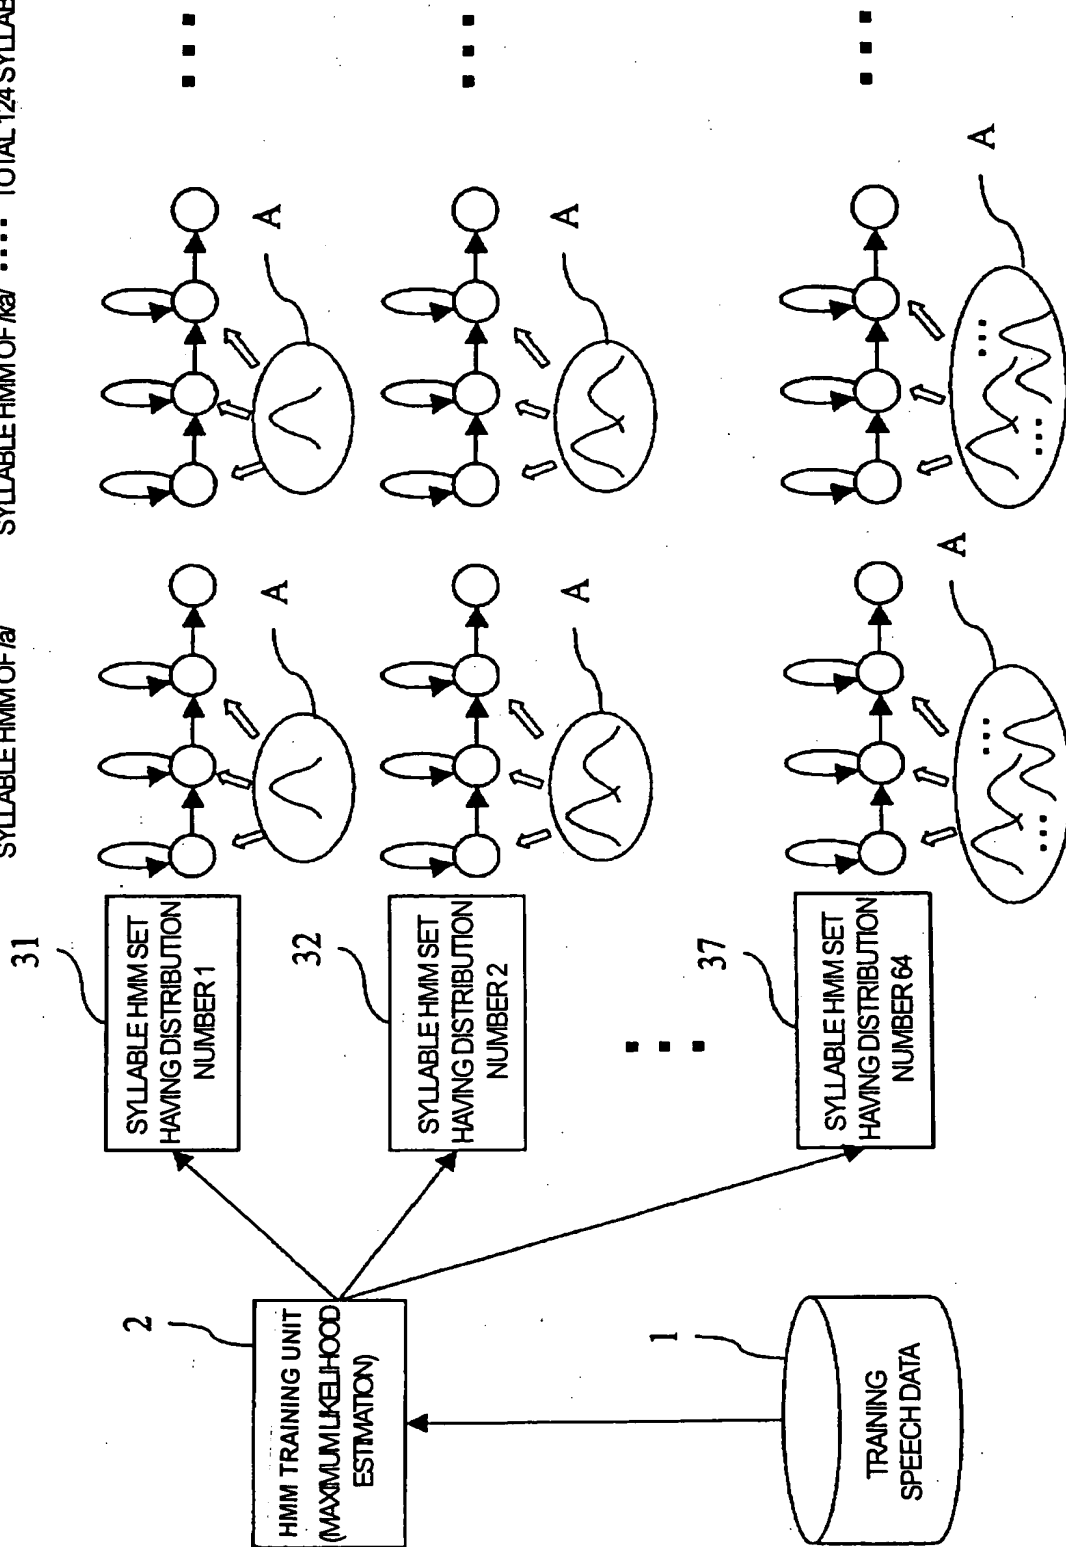 SYLLABLE HMM OF /a/ SYLLABLE HMM OF /ka/ •••• TOTAL 124
31
SYLLABLE HMM SET
HAVING DISTRIBUTION
NUMBER 1
A
A
32
SYLLABLE HMM SET
HAVING DISTRIBUTION
NUMBER 2
A
A
37
SYLLABLE HMM SET
HAVING DISTRIBUTION
NUMBER 64
A
A
2
HMM TRAINING UNIT
(MAXIMUM LIKELIHOOD
ESTIMATION)
1
TRAINING
SPEECH DATA